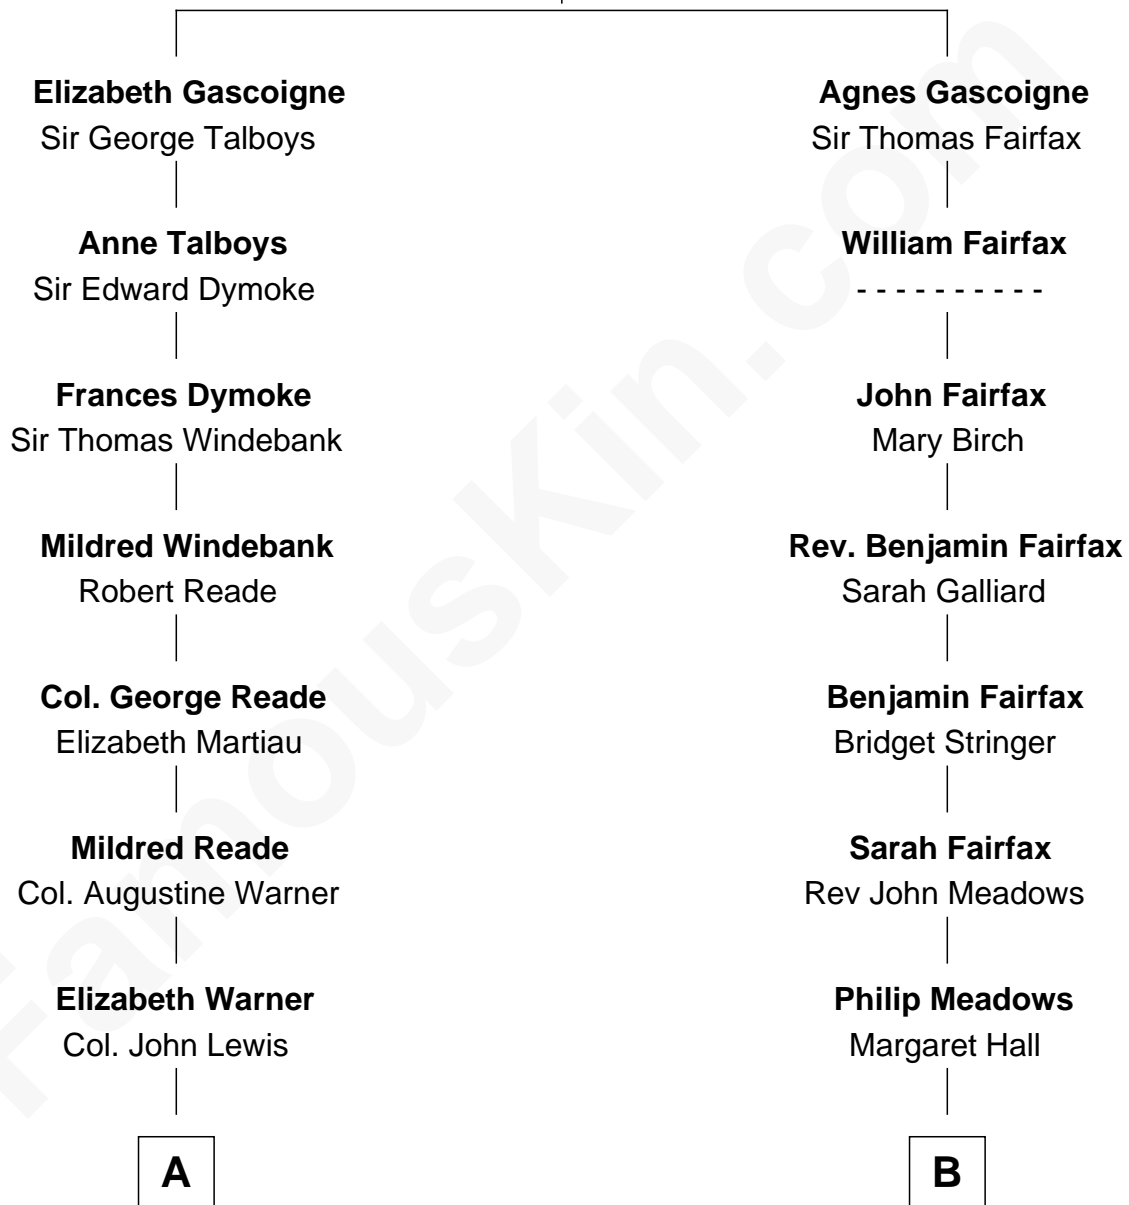 Elizabeth Gascoigne
Sir George Talboys
Anne Talboys
Sir Edward Dymoke
Frances Dymoke
Sir Thomas Windebank
Mildred Windebank
Robert Reade
Col. George Reade
Elizabeth Martiau
Mildred Reade
Col. Augustine Warner
Elizabeth Warner
Col. John Lewis
A
Agnes Gascoigne
Sir Thomas Fairfax
William Fairfax
- - - - - - - - - -
John Fairfax
Mary Birch
Rev. Benjamin Fairfax
Sarah Galliard
Benjamin Fairfax
Bridget Stringer
Sarah Fairfax
Rev John Meadows
Philip Meadows
Margaret Hall
B
FamousKin.com